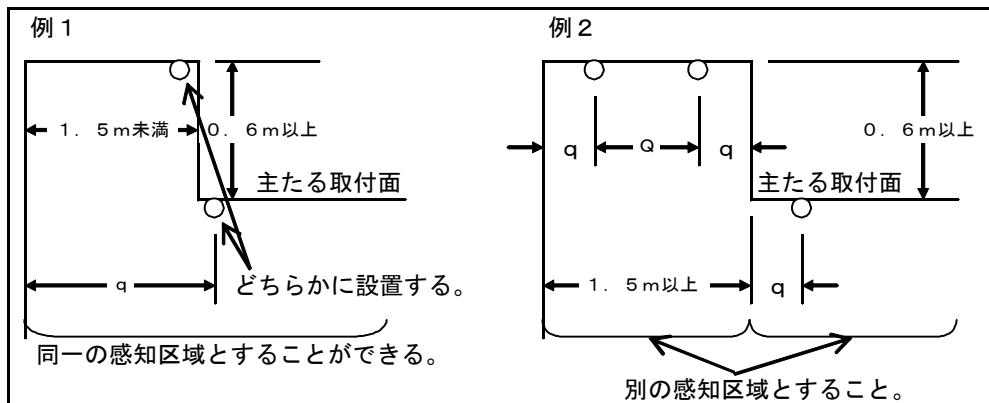 例1
1.5m未満
0.6m以上
主たる取付面
どちらかに設置する。
q
同一の感知区域とすることができる。
例2
0.6m以上
q
Q
q
主たる取付面
1.5m以上
q
別の感知区域とすること。